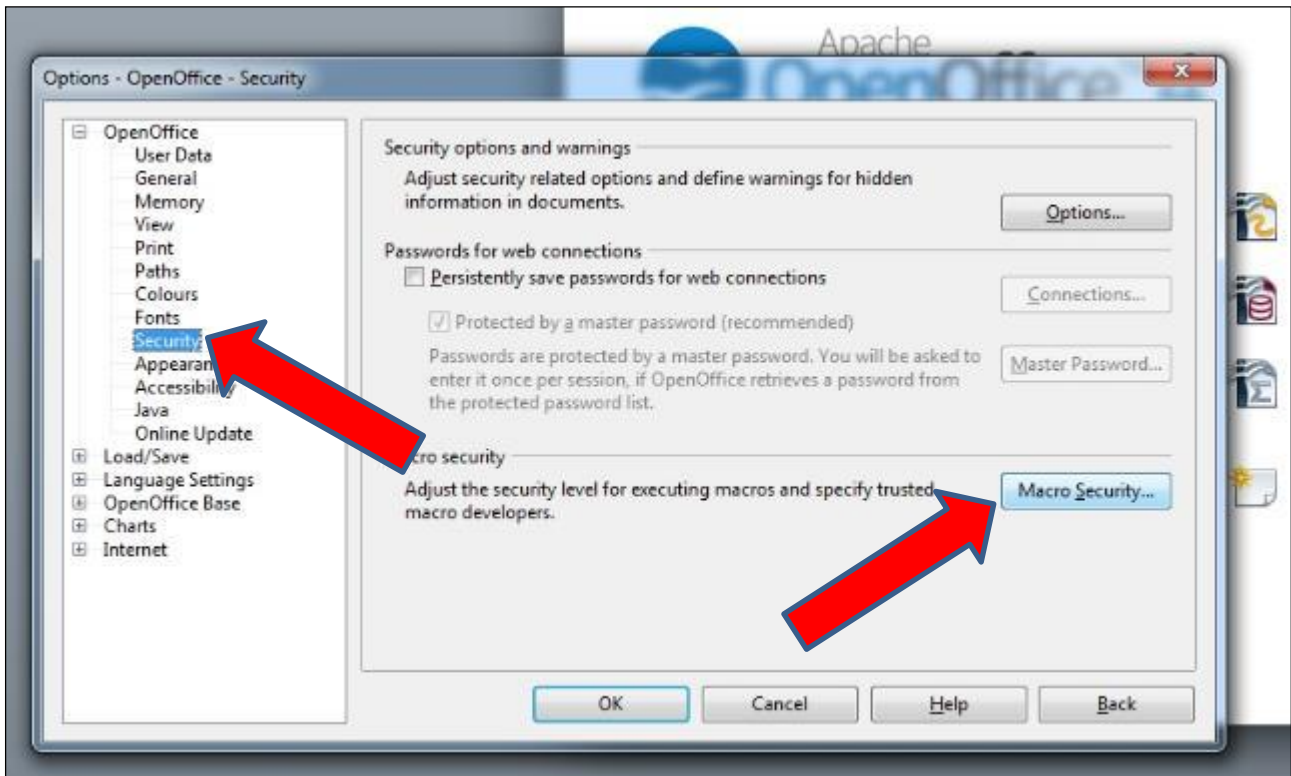 Apache
OpenOffice
Options - OpenOffice - Security
OpenOffice
User Data
General
Memory
View
Print
Paths
Colours
Fonts
Security
Appearan
Accessibility
Java
Online Update
Load/Save
Language Settings
OpenOffice Base
Charts
Internet
Security options and warnings
Adjust security related options and define warnings for hidden
information in documents.
Options...
Passwords for web connections
Persistently save passwords for web connections
Connections...
Protected by a master password (recommended)
Passwords are protected by a master password. You will be asked to
enter it once per session, if OpenOffice retrieves a password from
the protected password list.
Master Password...
cro security
Adjust the security level for executing macros and specify trusted
macro developers.
Macro Security...
OK
Cancel
Help
Back